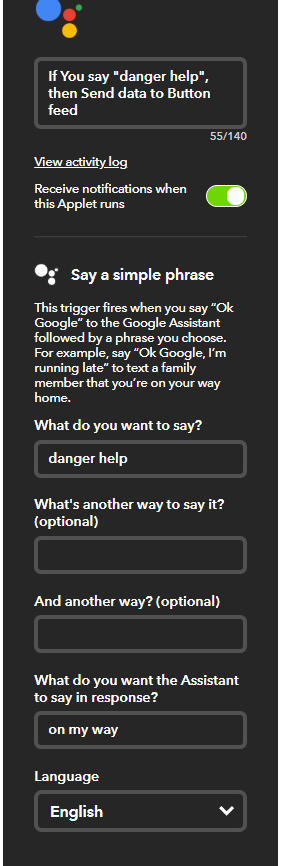 If You say "danger help",
then Send data to Button
feed
55/140
View activity log
Receive notifications when
this Applet runs
Say a simple phrase
This trigger fires when you say “Ok
Google” to the Google Assistant
followed by a phrase you choose.
For example, say “Ok Google, I’m
running late” to text a family
member that you’re on your way
home.
What do you want to say?
danger help
What's another way to say it?
(optional)
And another way? (optional)
What do you want the Assistant
to say in response?
on my way
Language
English